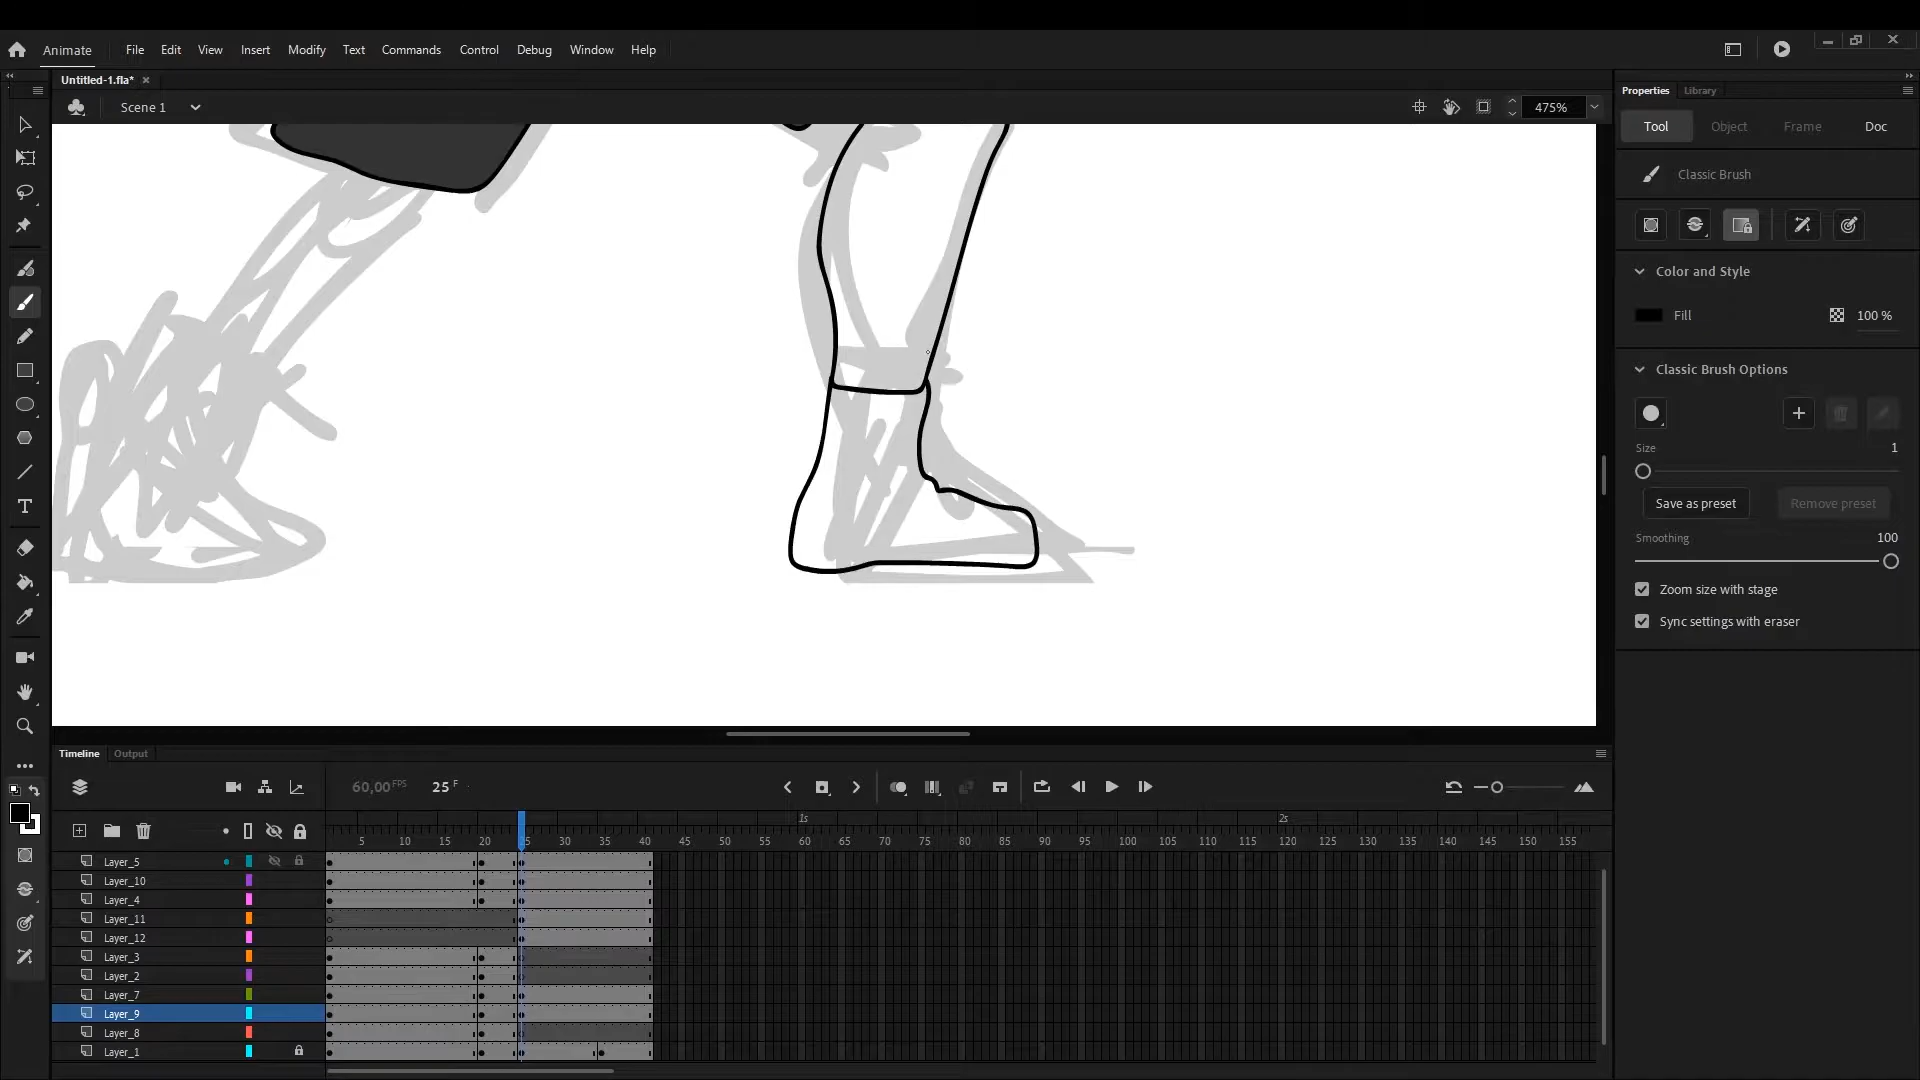 Animate File Edit View Insert Modify Text Commands Control Debug Window Help
Untitled-1.fla*
Scene 1
475%
Properties Library
Tool Object Frame Doc
Classic Brush
Color and Style
Fill 100 %
Classic Brush Options
Size 1
Save as preset Remove preset
Smoothing 100
Zoom size with stage
Sync settings with eraser
Timeline Output
60,00 FPS 25 F
1s 2s
5 10 15 20 25 30 35 40 45 50 55 60 65 70 75 80 85 90 95 100 105 110 115 120 125 130 135 140 145 150 155
Layer_5
Layer_10
Layer_4
Layer_11
Layer_12
Layer_3
Layer_2
Layer_7
Layer_9
Layer_8
Layer_1